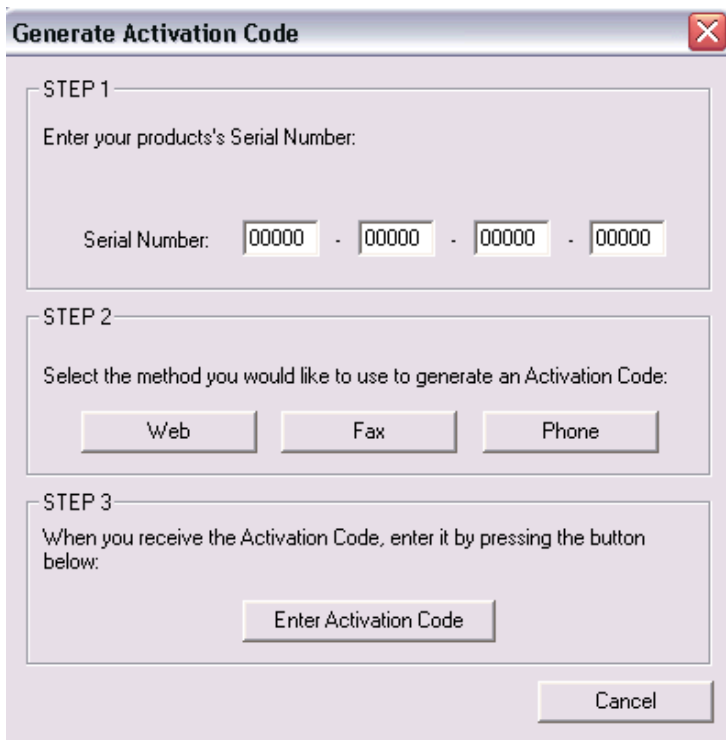 Generate Activation Code
STEP 1
Enter your products's Serial Number:
Serial Number: 00000 - 00000 - 00000 - 00000
STEP 2
Select the method you would like to use to generate an Activation Code:
Web Fax Phone
STEP 3
When you receive the Activation Code, enter it by pressing the button
below:
Enter Activation Code
Cancel